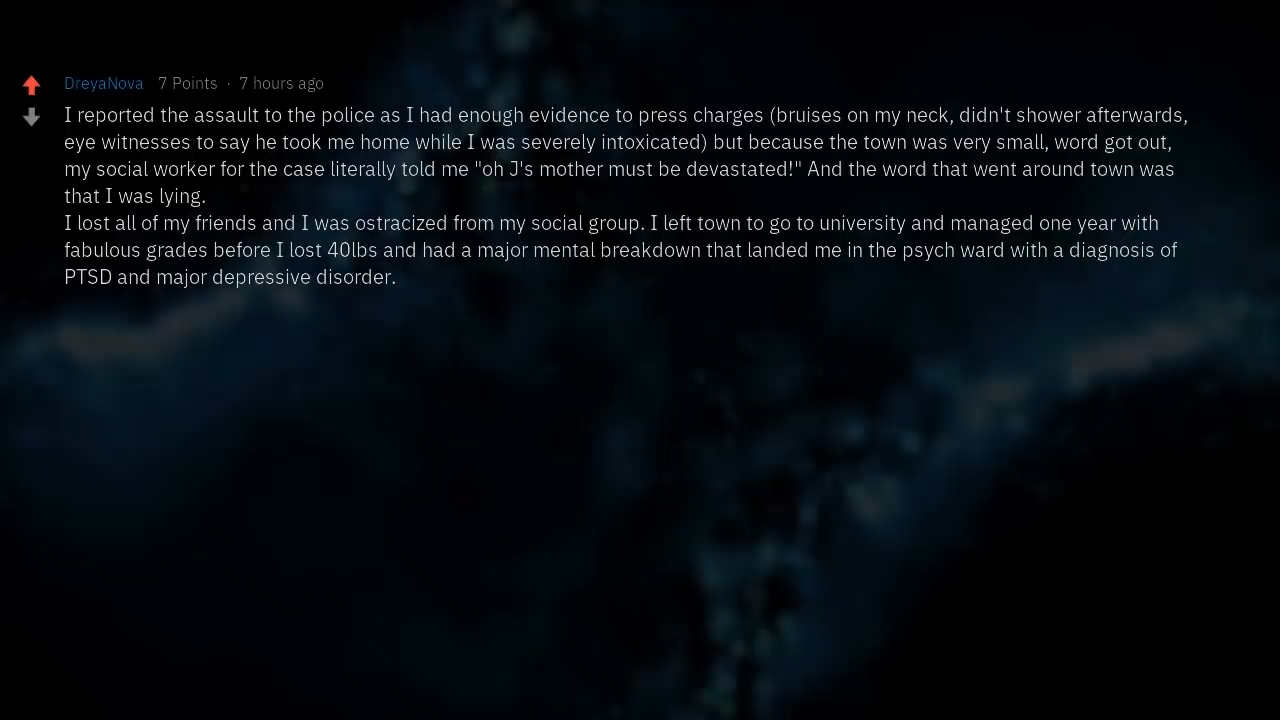 DreyaNova 7 Points · 7 hours ago
I reported the assault to the police as I had enough evidence to press charges (bruises on my neck, didn't shower afterwards,
eye witnesses to say he took me home while I was severely intoxicated) but because the town was very small, word got out,
my social worker for the case literally told me "oh J's mother must be devastated!" And the word that went around town was
that I was lying.
I lost all of my friends and I was ostracized from my social group. I left town to go to university and managed one year with
fabulous grades before I lost 40lbs and had a major mental breakdown that landed me in the psych ward with a diagnosis of
PTSD and major depressive disorder.